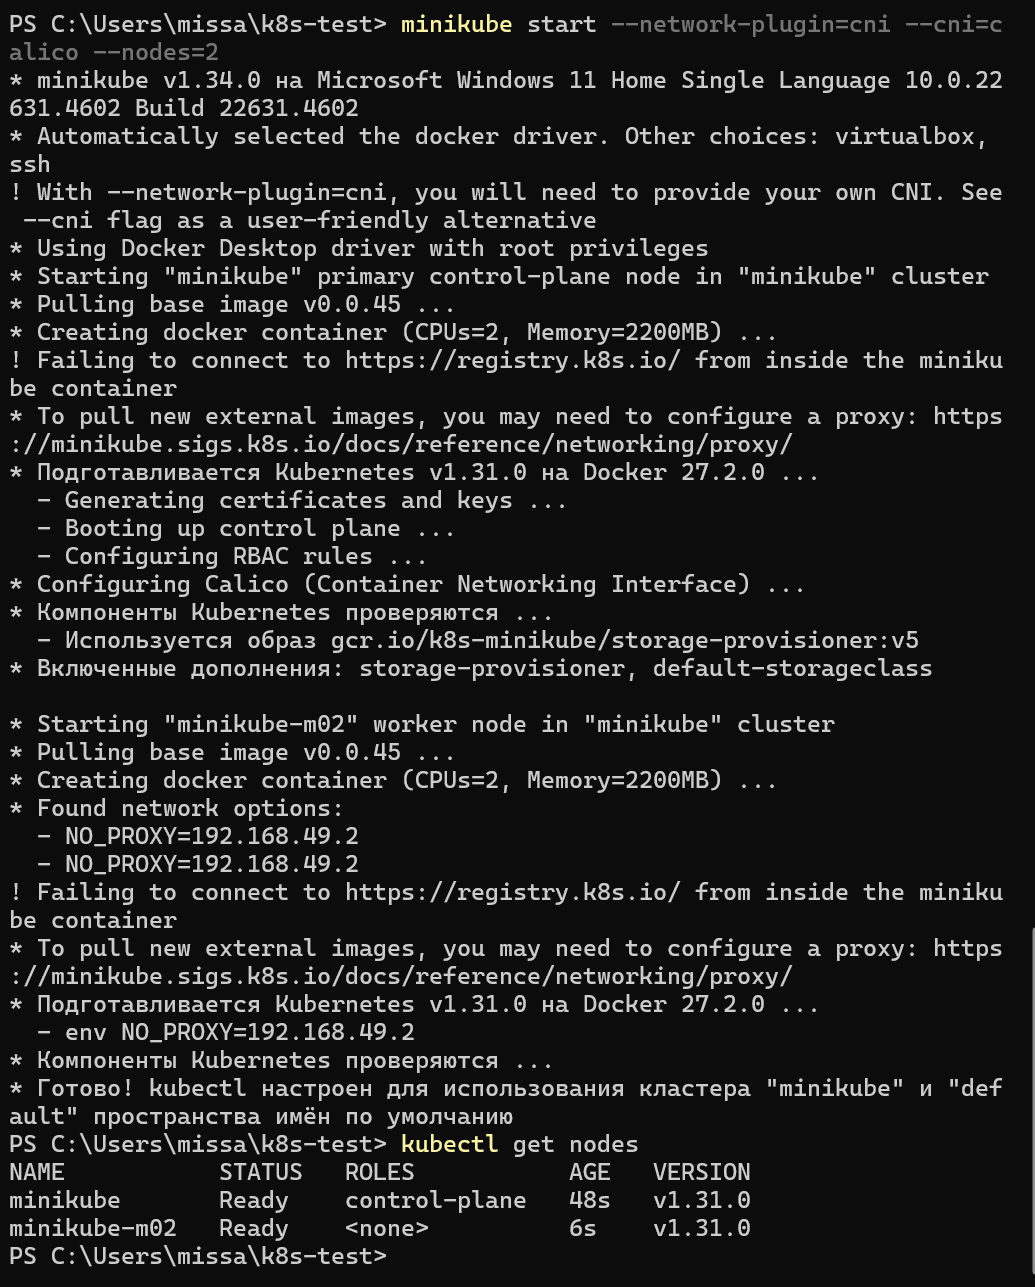 PS C:\Users\missa\k8s-test> minikube start --network-plugin=cni --cni=c
alico --nodes=2
* minikube v1.34.0 на Microsoft Windows 11 Home Single Language 10.0.22
631.4602 Build 22631.4602
* Automatically selected the docker driver. Other choices: virtualbox,
ssh
! With --network-plugin=cni, you will need to provide your own CNI. See
 --cni flag as a user-friendly alternative
* Using Docker Desktop driver with root privileges
* Starting "minikube" primary control-plane node in "minikube" cluster
* Pulling base image v0.0.45 ...
* Creating docker container (CPUs=2, Memory=2200MB) ...
! Failing to connect to https://registry.k8s.io/ from inside the miniku
be container
* To pull new external images, you may need to configure a proxy: https
://minikube.sigs.k8s.io/docs/reference/networking/proxy/
* Подготавливается Kubernetes v1.31.0 на Docker 27.2.0 ...
  - Generating certificates and keys ...
  - Booting up control plane ...
  - Configuring RBAC rules ...
* Configuring Calico (Container Networking Interface) ...
* Компоненты Kubernetes проверяются ...
  - Используется образ gcr.io/k8s-minikube/storage-provisioner:v5
* Включенные дополнения: storage-provisioner, default-storageclass
* Starting "minikube-m02" worker node in "minikube" cluster
* Pulling base image v0.0.45 ...
* Creating docker container (CPUs=2, Memory=2200MB) ...
* Found network options:
  - NO_PROXY=192.168.49.2
  - NO_PROXY=192.168.49.2
! Failing to connect to https://registry.k8s.io/ from inside the miniku
be container
* To pull new external images, you may need to configure a proxy: https
://minikube.sigs.k8s.io/docs/reference/networking/proxy/
* Подготавливается Kubernetes v1.31.0 на Docker 27.2.0 ...
  - env NO_PROXY=192.168.49.2
* Компоненты Kubernetes проверяются ...
* Готово! kubectl настроен для использования кластера "minikube" и "def
ault" пространства имён по умолчанию
PS C:\Users\missa\k8s-test> kubectl get nodes
NAME           STATUS   ROLES           AGE   VERSION
minikube       Ready    control-plane   48s   v1.31.0
minikube-m02   Ready    <none>          6s    v1.31.0
PS C:\Users\missa\k8s-test>